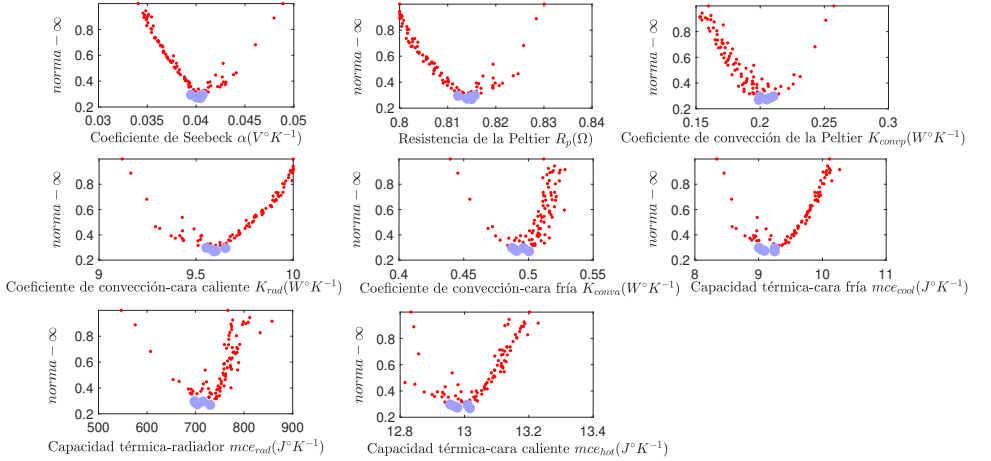 norma − ∞
1
0.8
0.6
0.4
0.2
0.03 0.035 0.04 0.045 0.05
Coeficiente de Seebeck α(V°K⁻¹)
norma − ∞
0.8
0.6
0.4
0.2
0.8 0.81 0.82 0.83 0.84
Resistencia de la Peltier Rₚ(Ω)
norma − ∞
0.8
0.6
0.4
0.2
0.15 0.2 0.25 0.3
Coeficiente de convección de la Peltier K_convp(W°K⁻¹)
norma − ∞
0.8
0.6
0.4
0.2
9 9.5 10
Coeficiente de convección-cara caliente K_rad(W°K⁻¹)
norma − ∞
0.8
0.6
0.4
0.2
0.4 0.45 0.5 0.55
Coeficiente de convección-cara fría K_conva(W°K⁻¹)
norma − ∞
0.8
0.6
0.4
0.2
8 9 10 11
Capacidad térmica-cara fría mce_cool(J°K⁻¹)
norma − ∞
0.8
0.6
0.4
0.2
500 600 700 800 900
Capacidad térmica-radiador mce_rad(J°K⁻¹)
norma − ∞
0.8
0.6
0.4
0.2
12.8 13 13.2 13.4
Capacidad térmica-cara caliente mce_hot(J°K⁻¹)